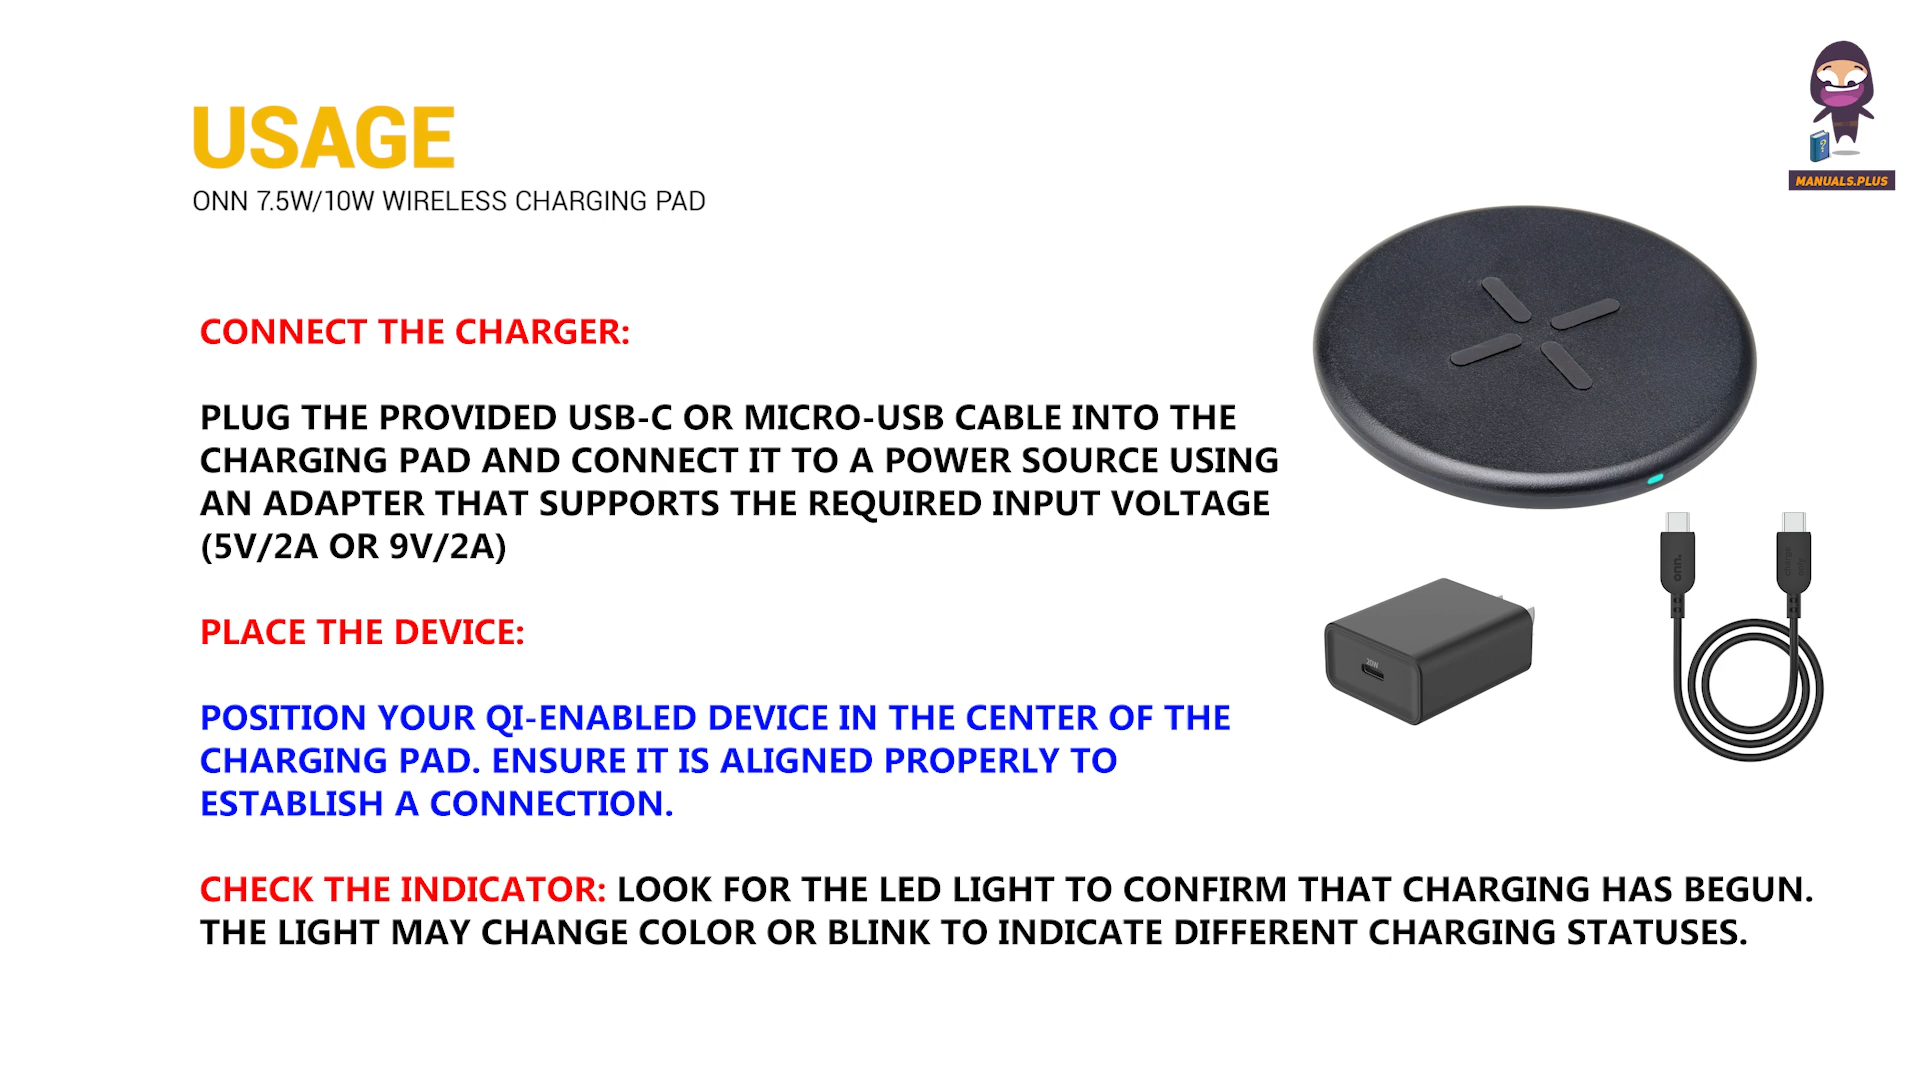 USAGE
ONN 7.5W/10W WIRELESS CHARGING PAD
MANUALS.PLUS
CONNECT THE CHARGER:
PLUG THE PROVIDED USB-C OR MICRO-USB CABLE INTO THE
CHARGING PAD AND CONNECT IT TO A POWER SOURCE USING
AN ADAPTER THAT SUPPORTS THE REQUIRED INPUT VOLTAGE
(5V/2A OR 9V/2A)
onn.
charge only
20W
PLACE THE DEVICE:
POSITION YOUR QI-ENABLED DEVICE IN THE CENTER OF THE
CHARGING PAD. ENSURE IT IS ALIGNED PROPERLY TO
ESTABLISH A CONNECTION.
CHECK THE INDICATOR: LOOK FOR THE LED LIGHT TO CONFIRM THAT CHARGING HAS BEGUN.
THE LIGHT MAY CHANGE COLOR OR BLINK TO INDICATE DIFFERENT CHARGING STATUSES.